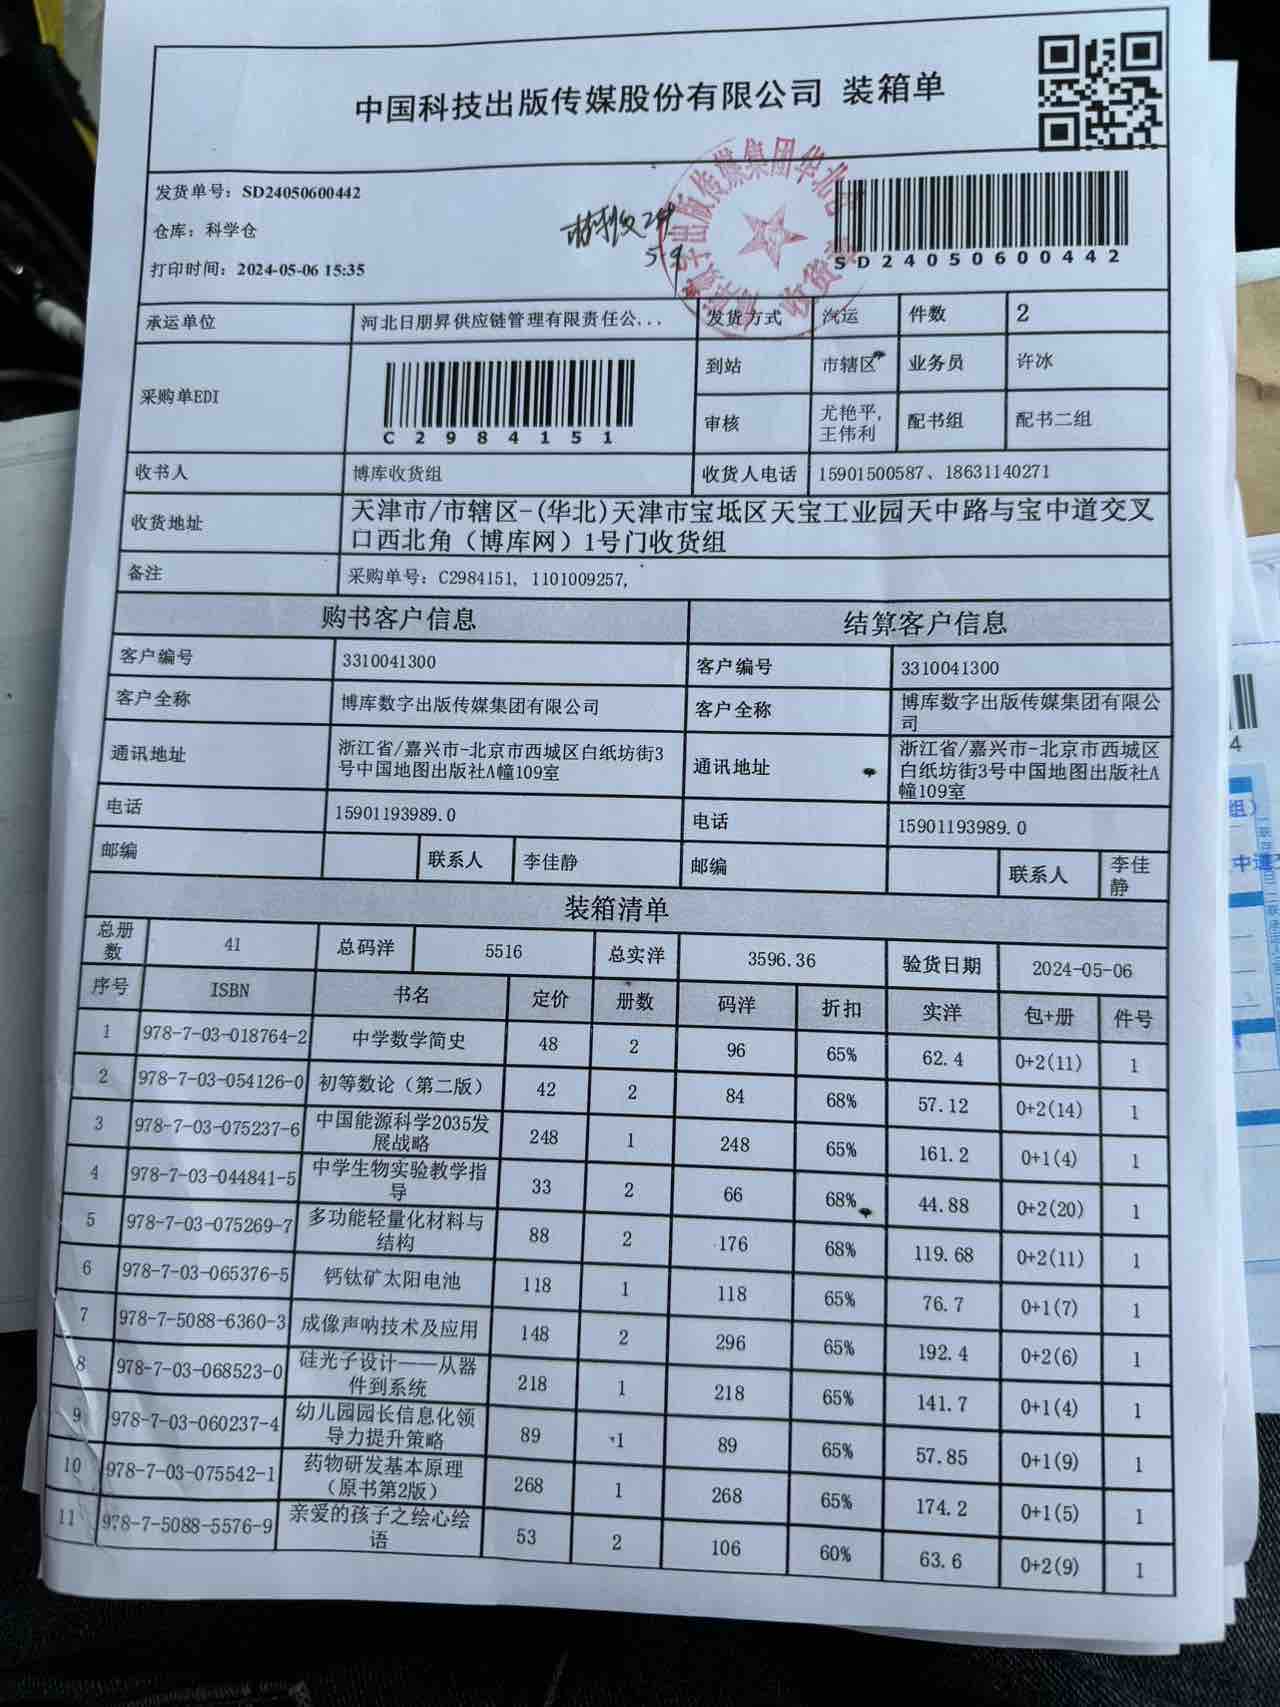 中国科技出版传媒股份有限公司 装箱单
发货单号：SD24050600442
仓库：科学仓
打印时间：2024-05-06 15:35
SD24050600442
收货章
承运单位 河北日朋昇供应链管理有限责任公... 发货方式 汽运 件数 2
采购单EDI C2984151 到站 市辖区 业务员 许冰
审核 尤艳平, 王伟利 配书组 配书二组
收书人 博库收货组 收货人电话 15901500587、18631140271
收货地址 天津市/市辖区-(华北)天津市宝坻区天宝工业园天中路与宝中道交叉
口西北角（博库网）1号门收货组
备注 采购单号：C2984151, 1101009257,
购书客户信息 结算客户信息
客户编号 3310041300 客户编号 3310041300
客户全称 博库数字出版传媒集团有限公司 客户全称 博库数字出版传媒集团有限公司
通讯地址 浙江省/嘉兴市-北京市西城区白纸坊街3号中国地图出版社A幢109室 通讯地址 浙江省/嘉兴市-北京市西城区白纸坊街3号中国地图出版社A幢109室
电话 15901193989.0 电话 15901193989.0
邮编 联系人 李佳静 邮编 联系人 李佳静
装箱清单
总册数 41 总码洋 5516 总实洋 3596.36 验货日期 2024-05-06
序号 ISBN 书名 定价 册数 码洋 折扣 实洋 包+册 件号
1 978-7-03-018764-2 中学数学简史 48 2 96 65% 62.4 0+2(11) 1
2 978-7-03-054126-0 初等数论（第二版） 42 2 84 68% 57.12 0+2(14) 1
3 978-7-03-075237-6 中国能源科学2035发展战略 248 1 248 65% 161.2 0+1(4) 1
4 978-7-03-044841-5 中学生物实验教学指导 33 2 66 68% 44.88 0+2(20) 1
5 978-7-03-075269-7 多功能轻量化材料与结构 88 2 176 68% 119.68 0+2(11) 1
6 978-7-03-065376-5 钙钛矿太阳电池 118 1 118 65% 76.7 0+1(7) 1
7 978-7-5088-6360-3 成像声呐技术及应用 148 2 296 65% 192.4 0+2(6) 1
8 978-7-03-068523-0 硅光子设计——从器件到系统 218 1 218 65% 141.7 0+1(4) 1
9 978-7-03-060237-4 幼儿园园长信息化领导力提升策略 89 1 89 65% 57.85 0+1(9) 1
10 978-7-03-075542-1 药物研发基本原理（原书第2版） 268 1 268 65% 174.2 0+1(5) 1
11 978-7-5088-5576-9 亲爱的孩子之绘心绘语 53 2 106 60% 63.6 0+2(9) 1